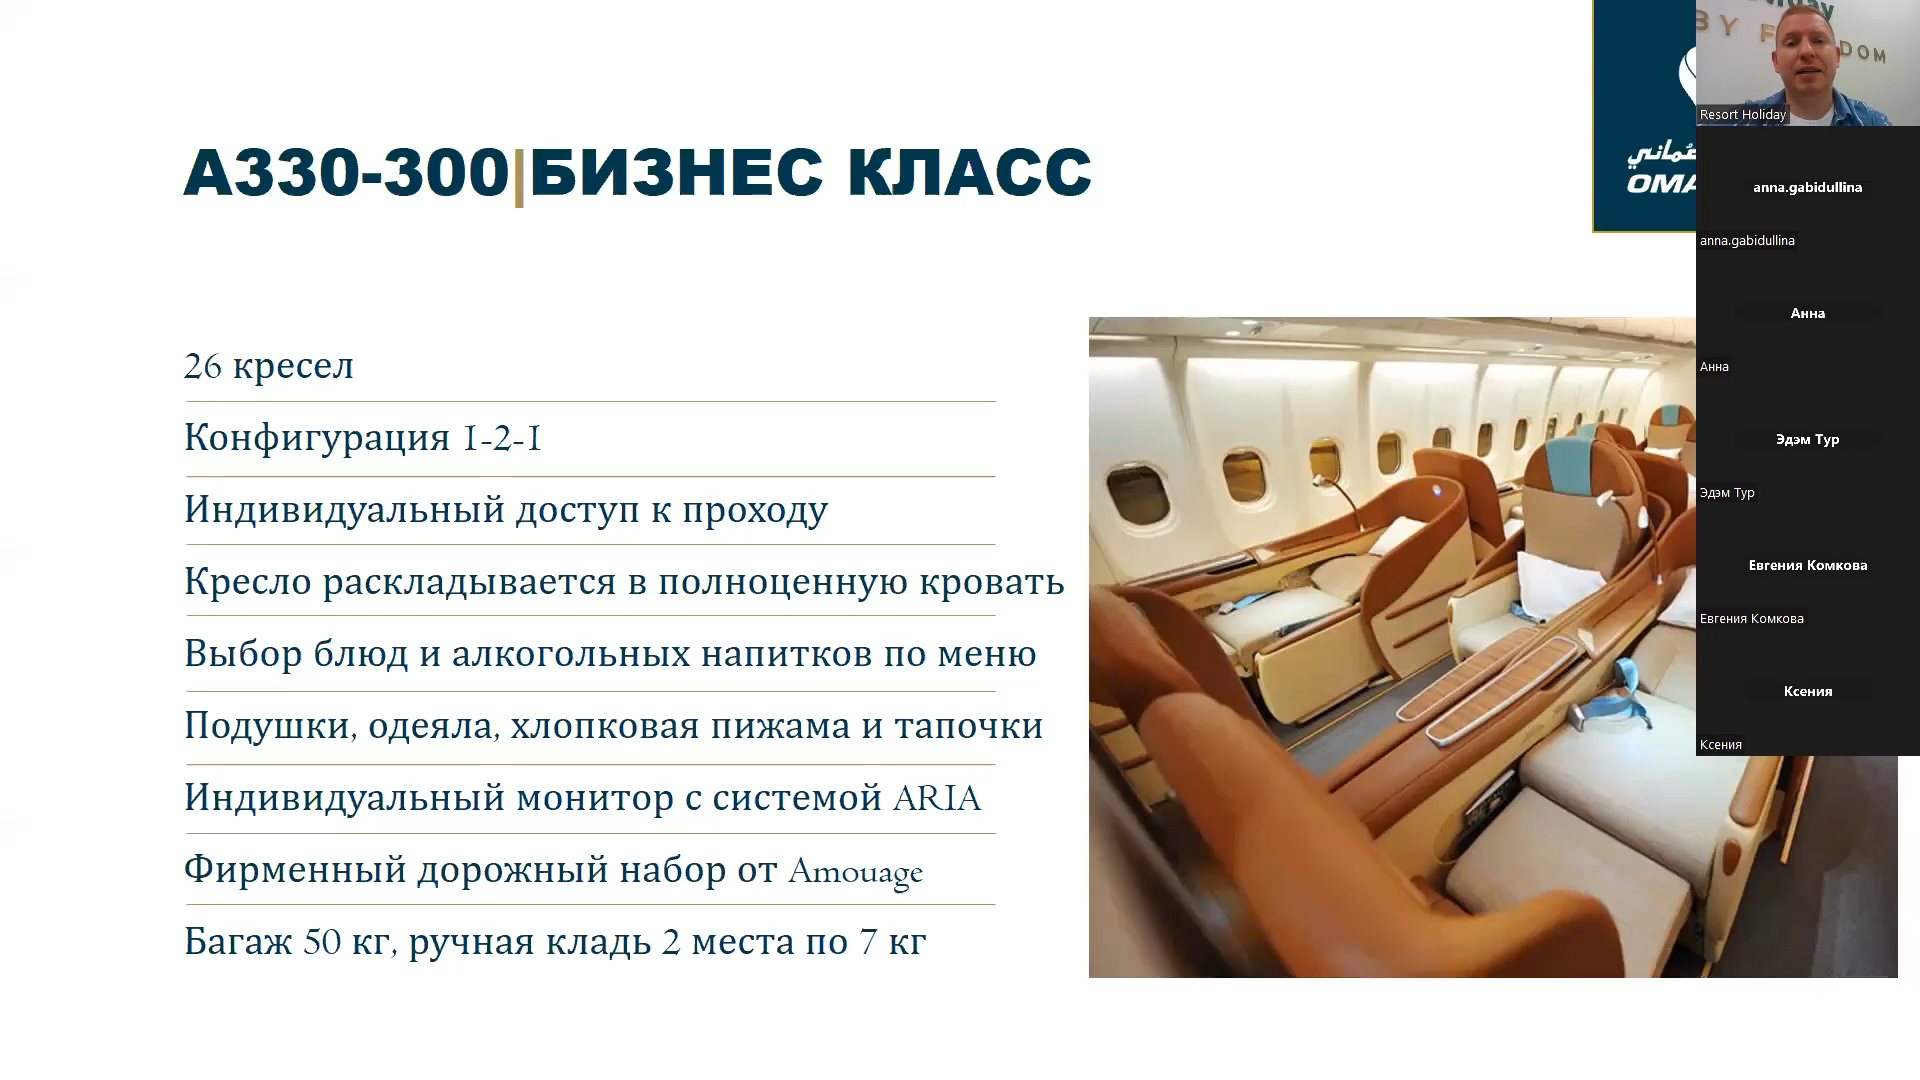 А330-300|БИЗНЕС КЛАСС
26 кресел
Конфигурация 1-2-1
Индивидуальный доступ к проходу
Кресло раскладывается в полноценную кровать
Выбор блюд и алкогольных напитков по меню
Подушки, одеяла, хлопковая пижама и тапочки
Индивидуальный монитор с системой ARIA
Фирменный дорожный набор от Amouage
Багаж 50 кг, ручная кладь 2 места по 7 кг
Resort Holiday
anna.gabidullina
anna.gabidullina
Анна
Анна
Эдэм Тур
Эдэм Тур
Евгения Комкова
Евгения Комкова
Ксения
Ксения